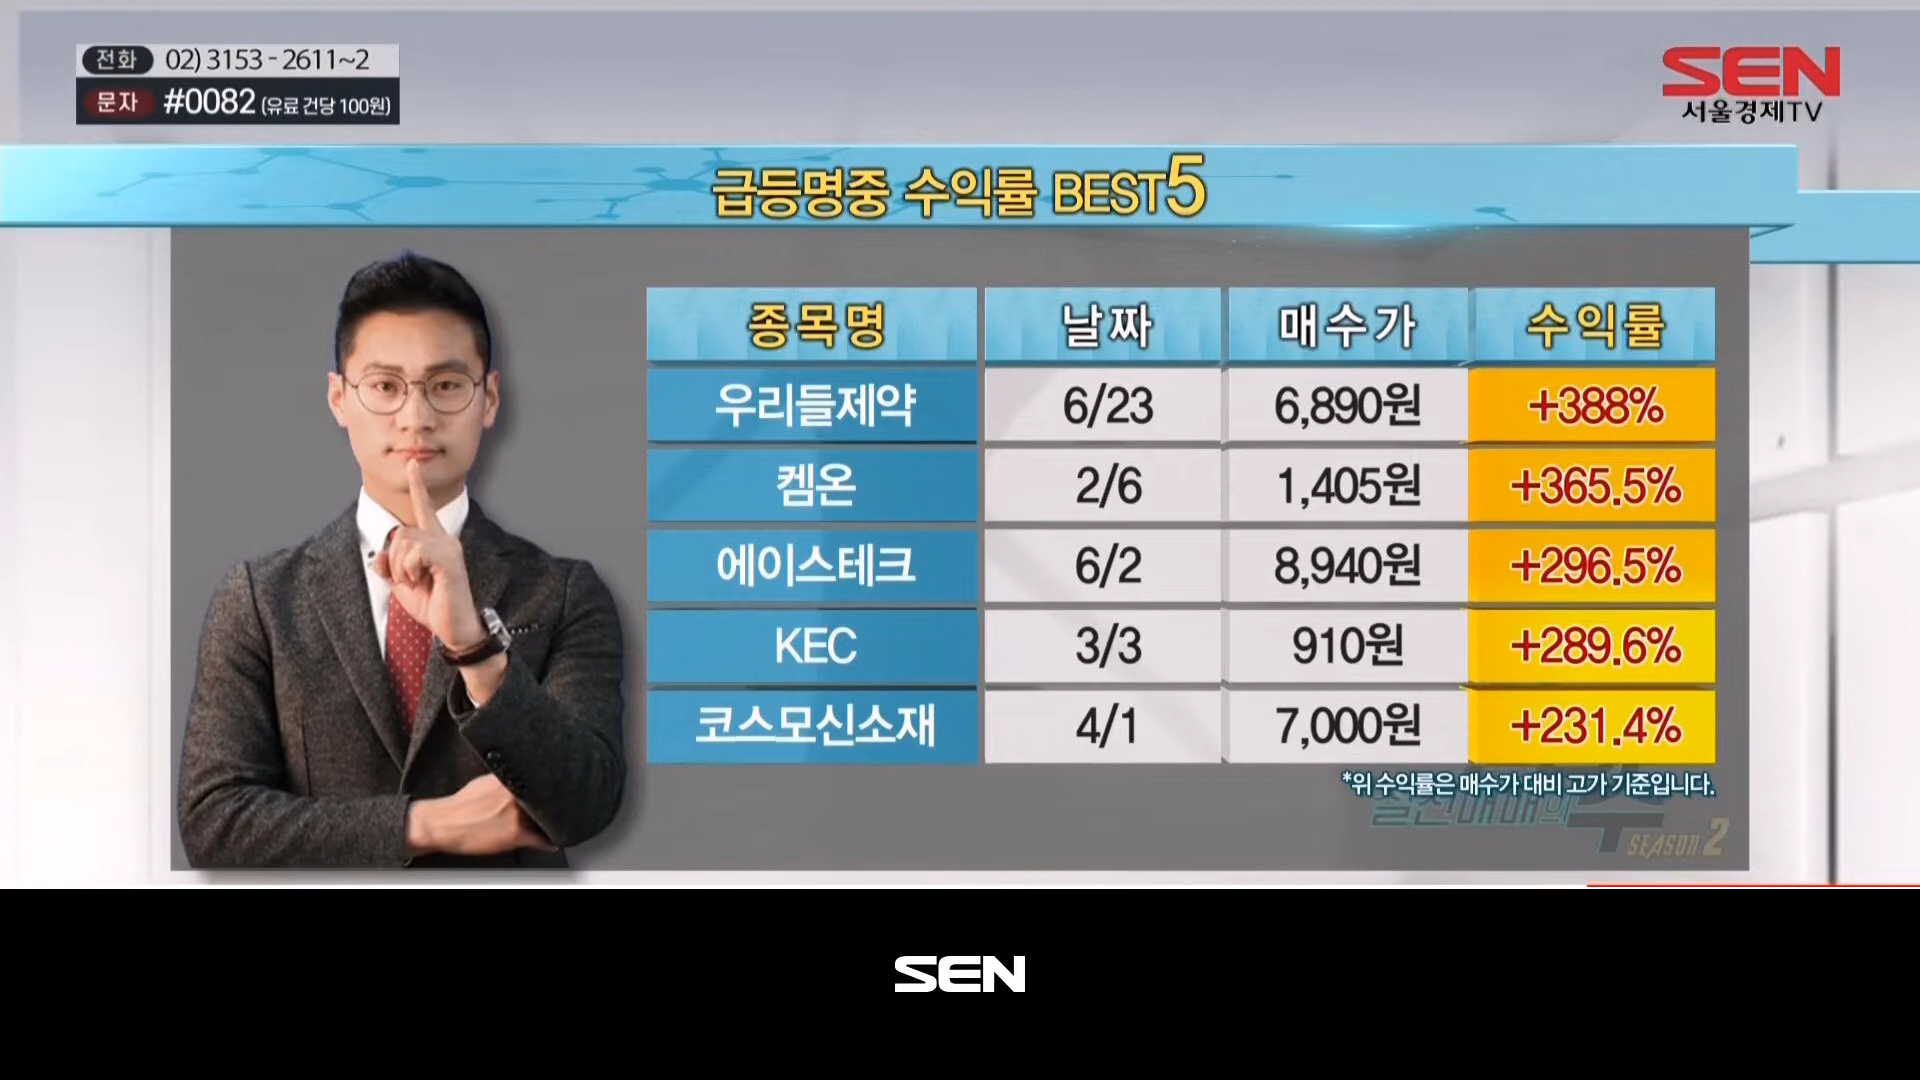 전화 02) 3153 - 2611~2
문자 #0082 (유료 건당 100원)
SEN
서울경제TV
급등명중 수익률 BEST5
종목명 날짜 매수가 수익률
우리들제약 6/23 6,890원 +388%
켐온 2/6 1,405원 +365.5%
에이스테크 6/2 8,940원 +296.5%
KEC 3/3 910원 +289.6%
코스모신소재 4/1 7,000원 +231.4%
*위 수익률은 매수가 대비 고가 기준입니다.
실전매매의 수
SEASON 2
SEN